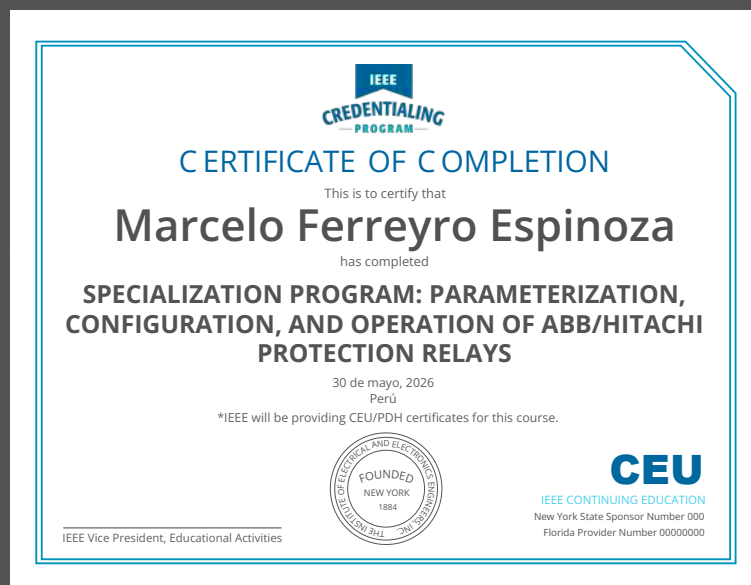 IEEE
CREDENTIALING
PROGRAM
CERTIFICATE OF COMPLETION
This is to certify that
Marcelo Ferreyro Espinoza
has completed
SPECIALIZATION PROGRAM: PARAMETERIZATION,
CONFIGURATION, AND OPERATION OF ABB/HITACHI
PROTECTION RELAYS
30 de mayo, 2026
Perú
*IEEE will be providing CEU/PDH certificates for this course.
THE INSTITUTE OF ELECTRICAL AND ELECTRONICS ENGINEERS, INC.
FOUNDED
NEW YORK
1884
CEU
IEEE CONTINUING EDUCATION
New York State Sponsor Number 000
Florida Provider Number 00000000
IEEE Vice President, Educational Activities